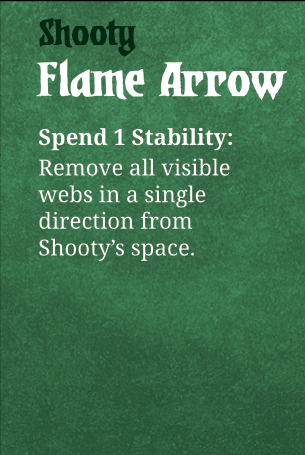 Shooty
Flame Arrow
Spend 1 Stability:
Remove all visible
webs in a single
direction from
Shooty’s space.